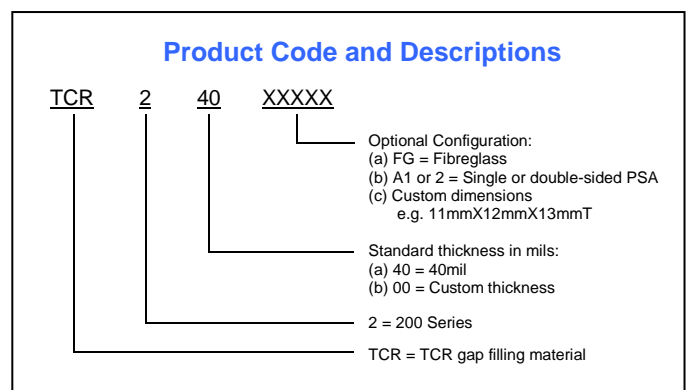 Product Code and Descriptions
TCR 2 40 XXXXX
Optional Configuration:
(a) FG = Fibreglass
(b) A1 or 2 = Single or double-sided PSA
(c) Custom dimensions
e.g. 11mmX12mmX13mmT
Standard thickness in mils:
(a) 40 = 40mil
(b) 00 = Custom thickness
2 = 200 Series
TCR = TCR gap filling material